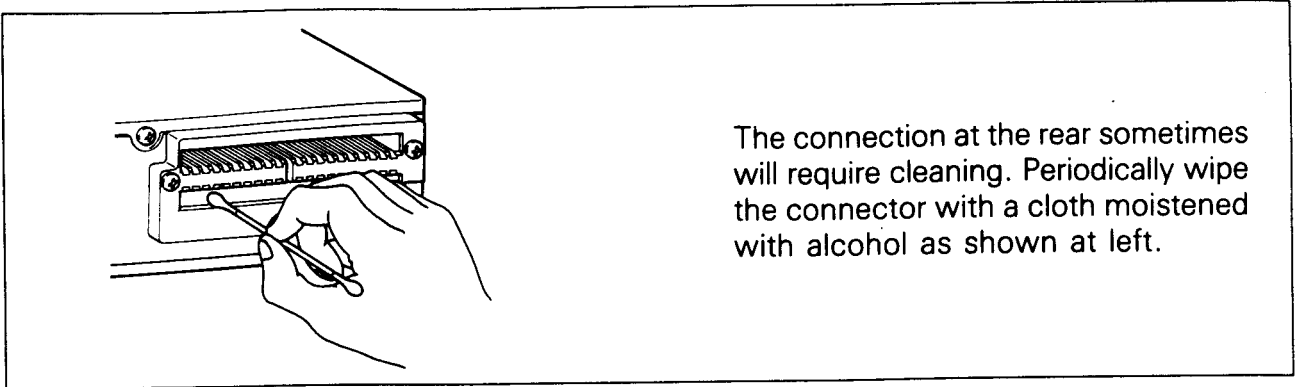 The connection at the rear sometimes
will require cleaning. Periodically wipe
the connector with a cloth moistened
with alcohol as shown at left.